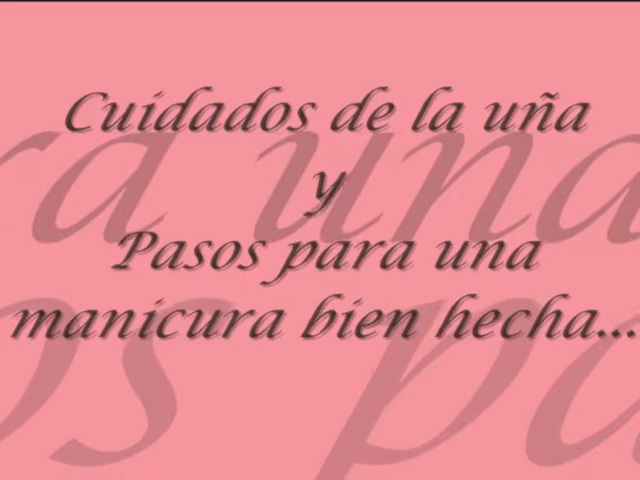 Cuidados de la uña
y
Pasos para una
manicura bien hecha...